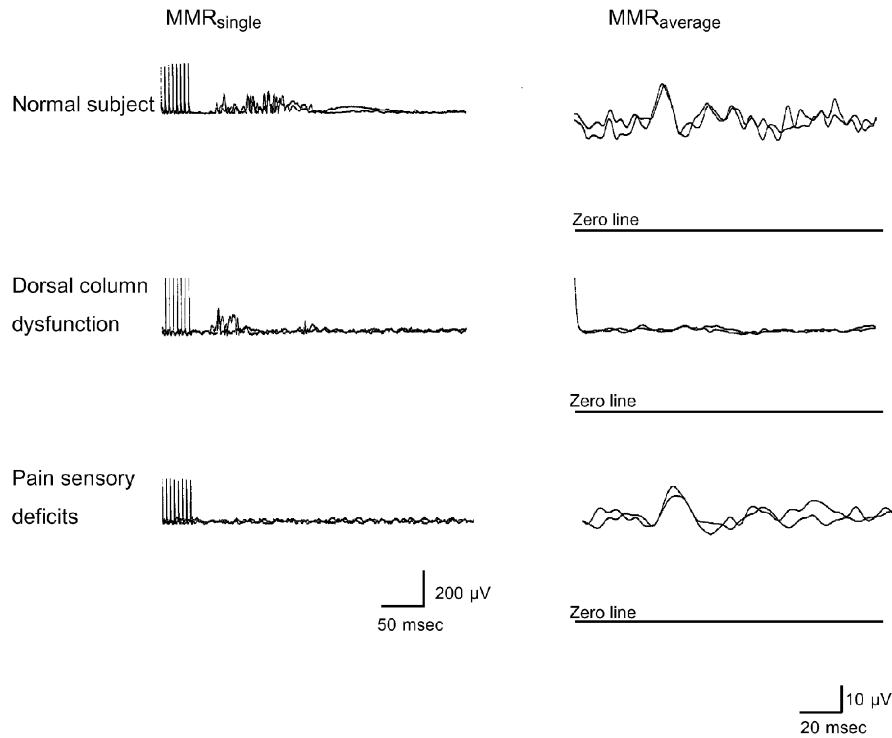 MMRsingle
MMRaverage
Normal subject
Zero line
Dorsal column
dysfunction
Zero line
Pain sensory
deficits
200 µV
50 msec
Zero line
10 µV
20 msec